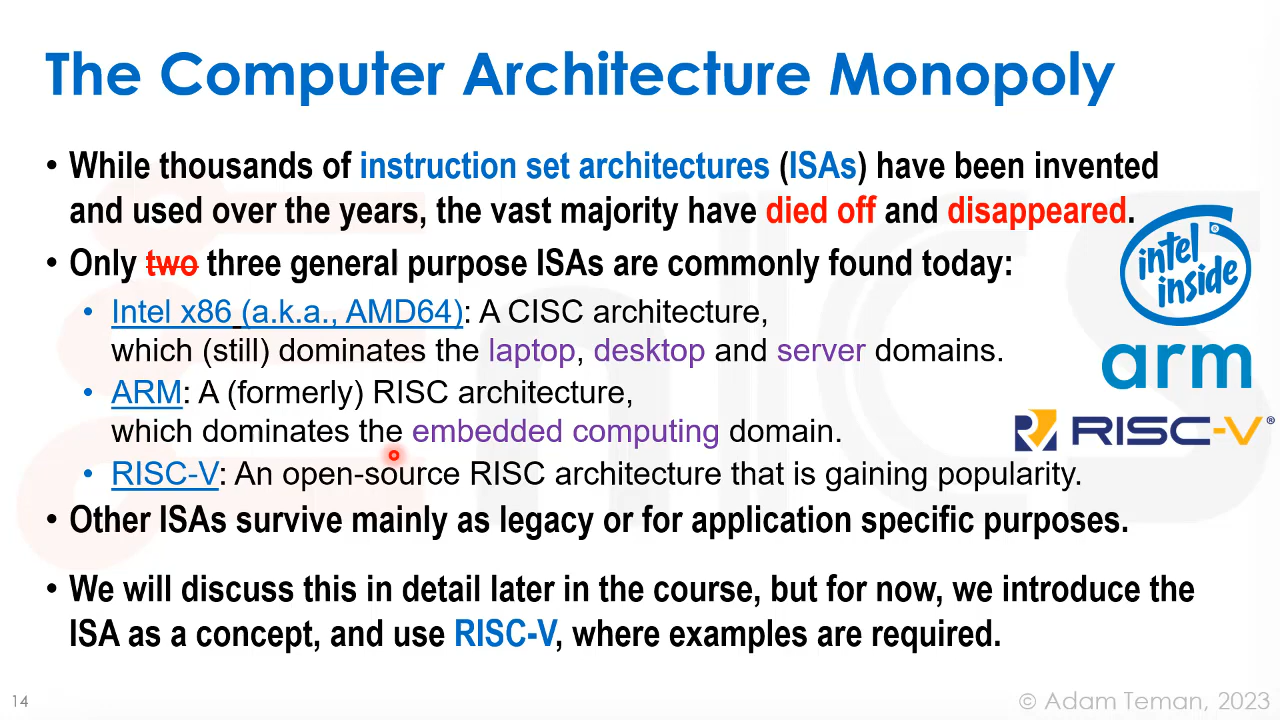 The Computer Architecture Monopoly
• While thousands of instruction set architectures (ISAs) have been invented
and used over the years, the vast majority have died off and disappeared.
• Only two three general purpose ISAs are commonly found today:
• Intel x86 (a.k.a., AMD64): A CISC architecture,
which (still) dominates the laptop, desktop and server domains.
• ARM: A (formerly) RISC architecture,
which dominates the embedded computing domain.
• RISC-V: An open-source RISC architecture that is gaining popularity.
• Other ISAs survive mainly as legacy or for application specific purposes.
• We will discuss this in detail later in the course, but for now, we introduce the
ISA as a concept, and use RISC-V, where examples are required.
intel®
inside
arm
RISC-V®
14
© Adam Teman, 2023